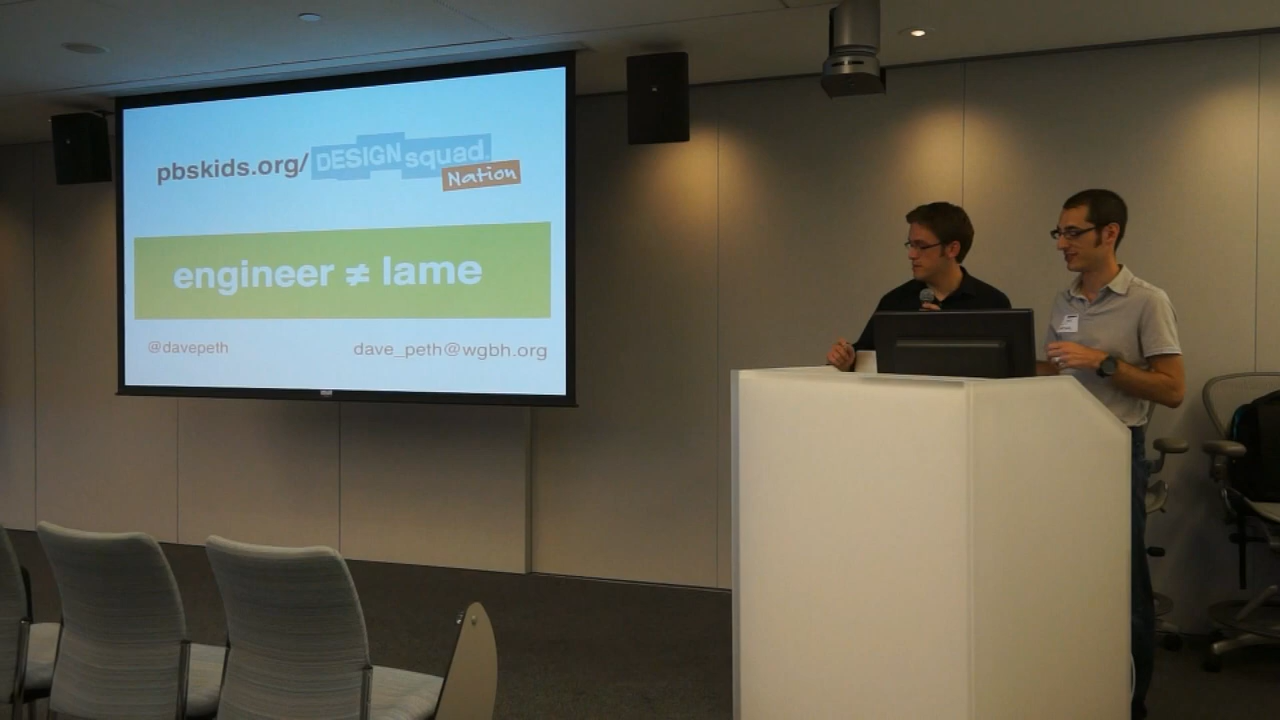 pbskids.org/DESIGN squad.
Nation
engineer ≠ lame
@davepeth dave_peth@wgbh.org